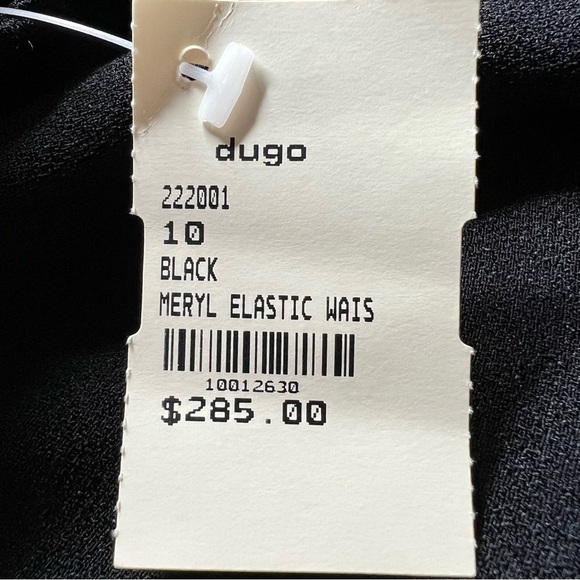 dugo
222001
10
BLACK
MERYL ELASTIC WAIS
10012630
$285.00